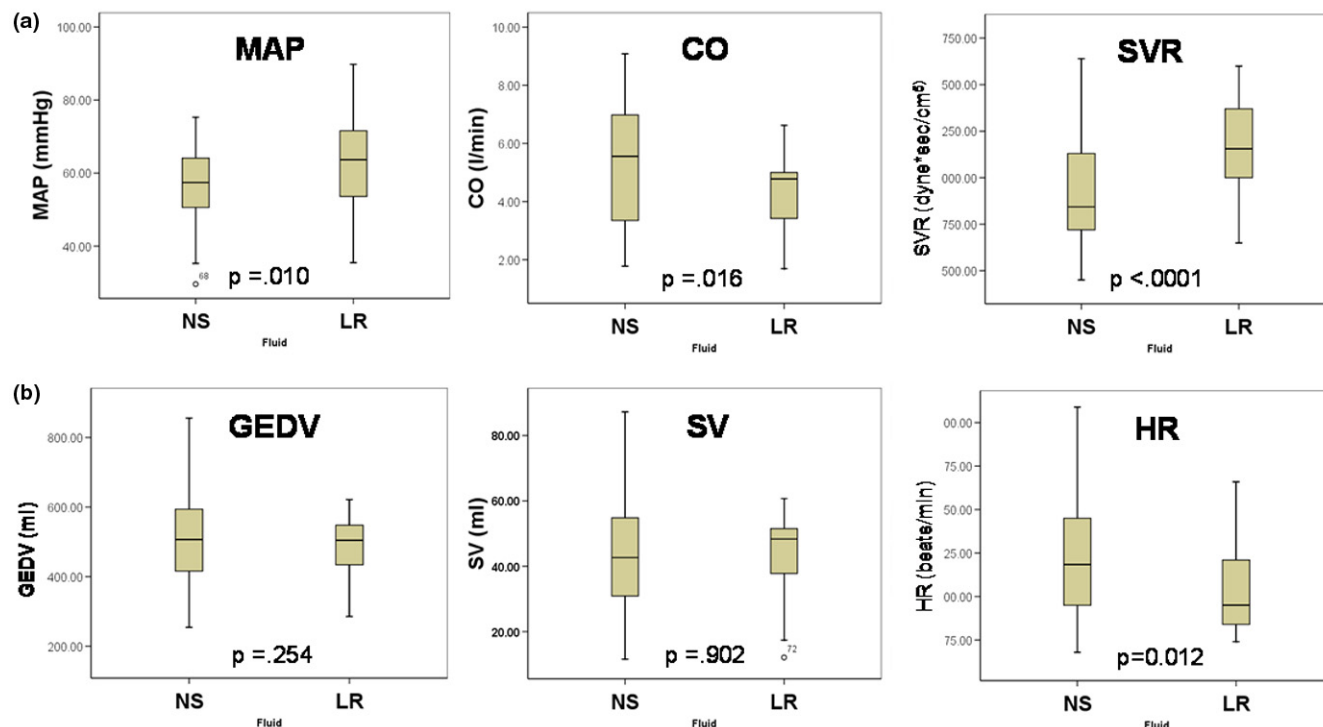 (a)
MAP
MAP (mmHg)
100.00
80.00
60.00
40.00
68
p =.010
NS LR
Fluid
CO
CO (l/min)
10.00
8.00
6.00
4.00
2.00
p =.016
NS LR
Fluid
SVR
SVR (dyne*sec/cm5)
750.00
500.00
250.00
000.00
750.00
500.00
p <.0001
NS LR
Fluid
(b)
GEDV
GEDV (ml)
800.00
600.00
400.00
200.00
p =.254
NS LR
Fluid
SV
SV (ml)
80.00
60.00
40.00
20.00
72
p =.902
NS LR
Fluid
HR
HR (beats/min)
00.00
75.00
50.00
25.00
00.00
75.00
p=0.012
NS LR
Fluid